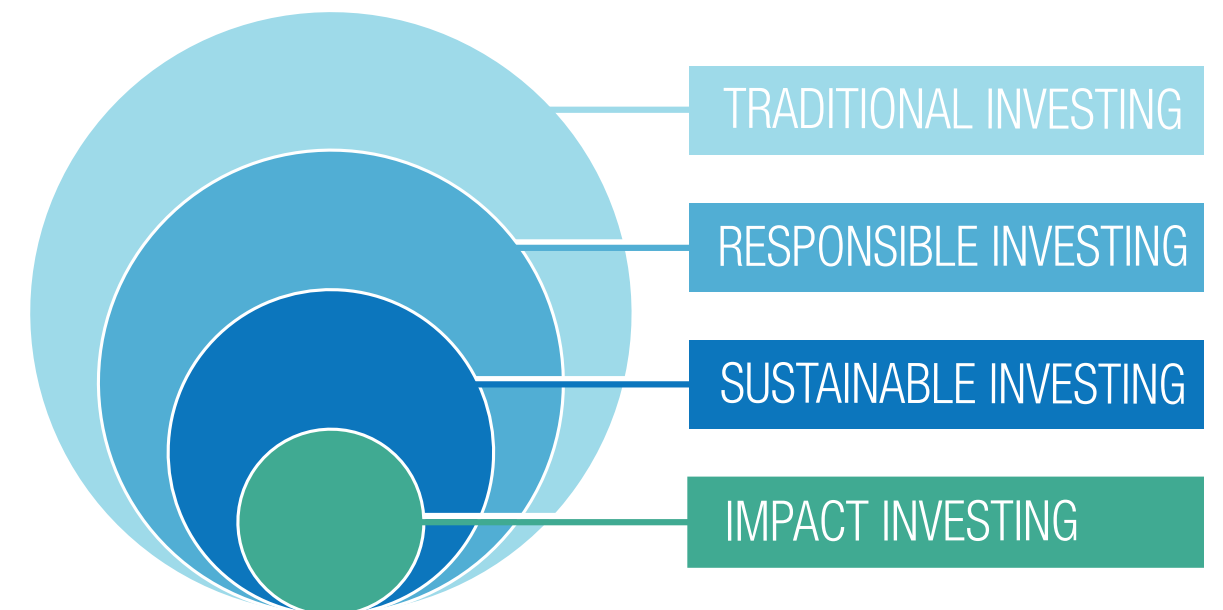 TRADITIONAL INVESTING
RESPONSIBLE INVESTING
SUSTAINABLE INVESTING
IMPACT INVESTING